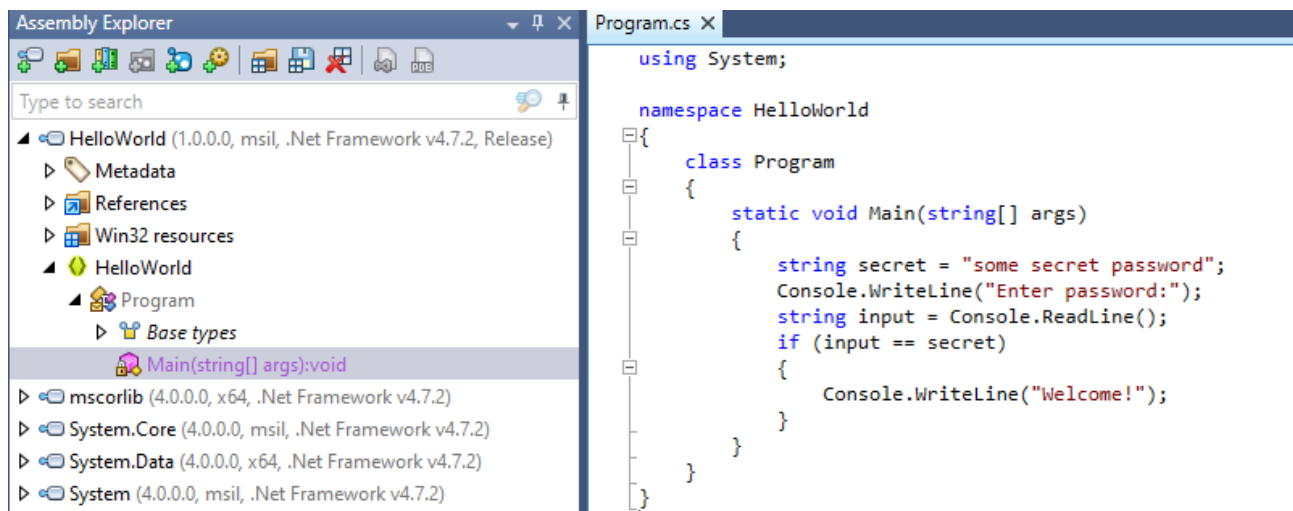 Assembly Explorer
Type to search
HelloWorld (1.0.0.0, msil, .Net Framework v4.7.2, Release)
Metadata
References
Win32 resources
HelloWorld
Program
Base types
Main(string[] args):void
mscorlib (4.0.0.0, x64, .Net Framework v4.7.2)
System.Core (4.0.0.0, msil, .Net Framework v4.7.2)
System.Data (4.0.0.0, x64, .Net Framework v4.7.2)
System (4.0.0.0, msil, .Net Framework v4.7.2)
Program.cs
using System;
namespace HelloWorld
{
class Program
{
static void Main(string[] args)
{
string secret = "some secret password";
Console.WriteLine("Enter password:");
string input = Console.ReadLine();
if (input == secret)
{
Console.WriteLine("Welcome!");
}
}
}
}